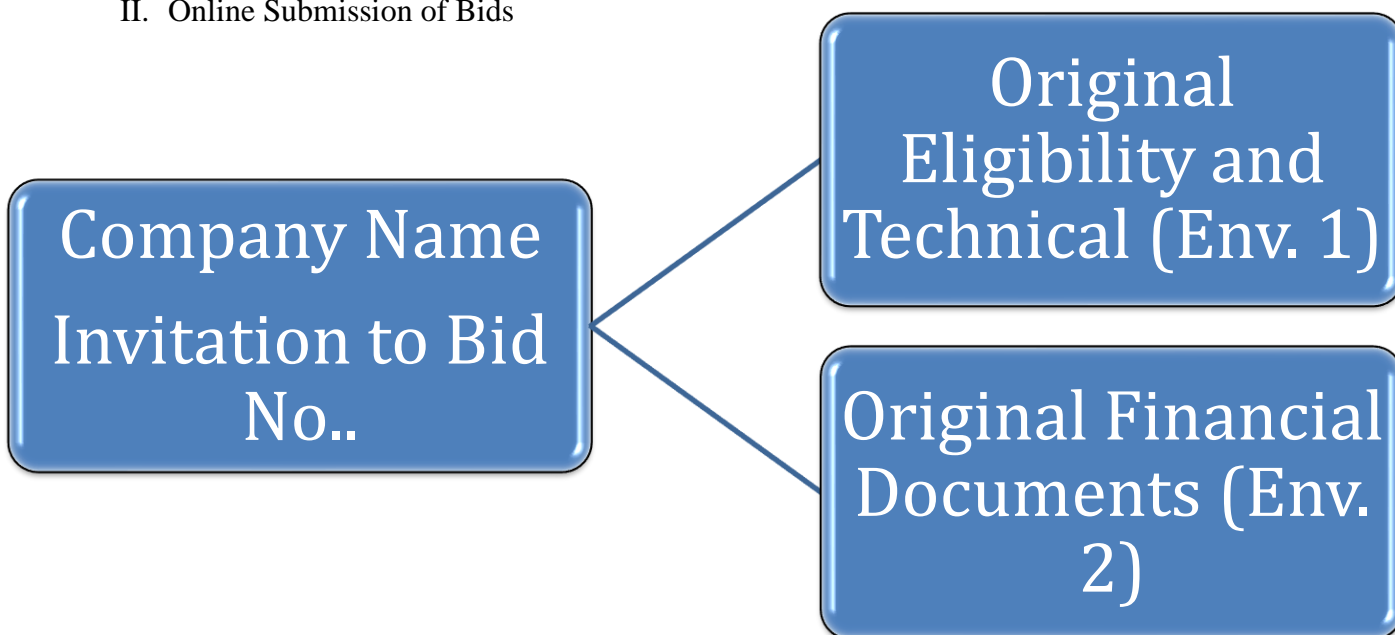 II. Online Submission of Bids
Company Name
Invitation to Bid
No..
Original
Eligibility and
Technical (Env. 1)
Original Financial
Documents (Env.
2)